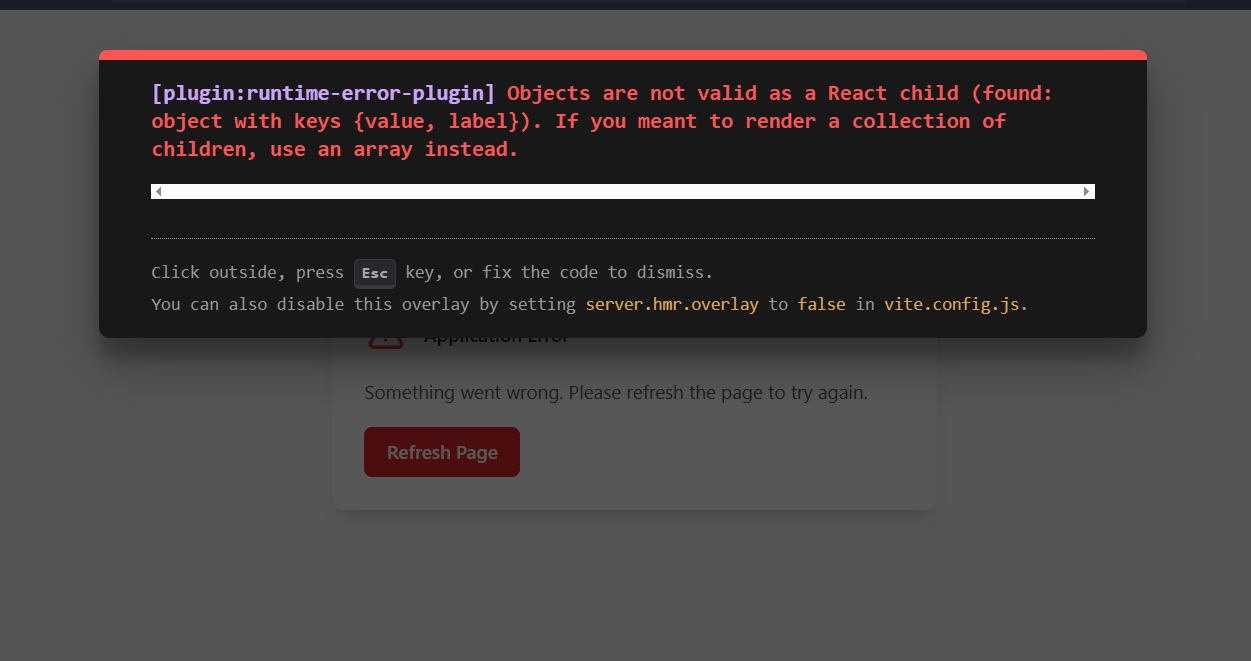 [plugin:runtime-error-plugin] Objects are not valid as a React child (found:
object with keys {value, label}). If you meant to render a collection of
children, use an array instead.
Click outside, press Esc key, or fix the code to dismiss.
You can also disable this overlay by setting server.hmr.overlay to false in vite.config.js.
Application Error
Something went wrong. Please refresh the page to try again.
Refresh Page